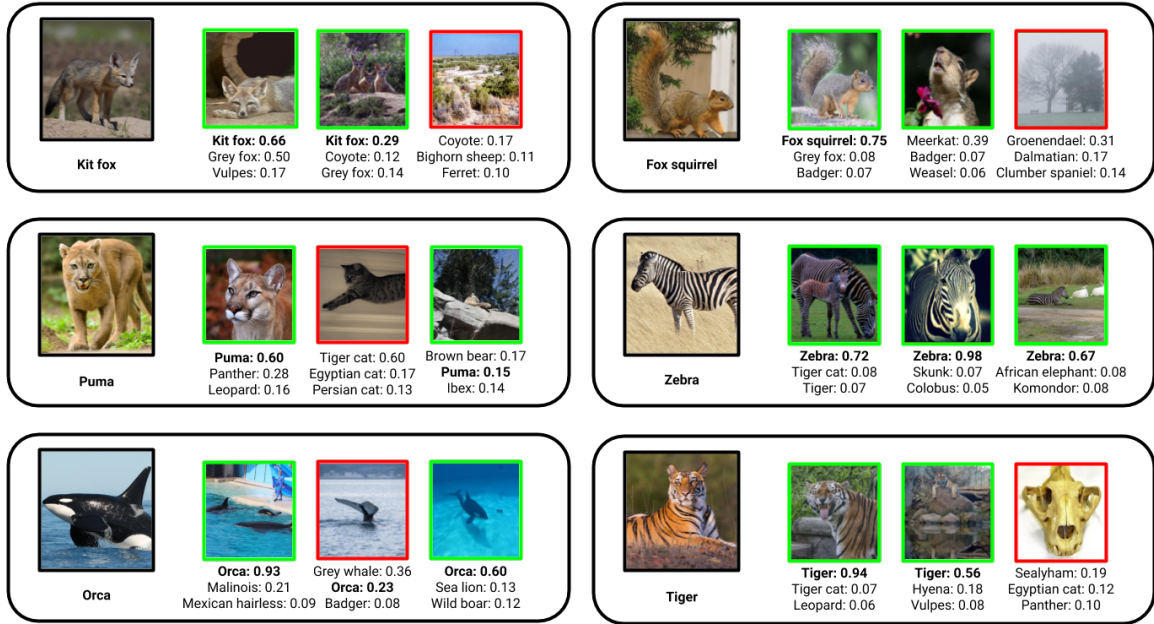 Kit fox
Kit fox: 0.66
Grey fox: 0.50
Vulpes: 0.17
Kit fox: 0.29
Coyote: 0.12
Grey fox: 0.14
Coyote: 0.17
Bighorn sheep: 0.11
Ferret: 0.10
Fox squirrel
Fox squirrel: 0.75
Grey fox: 0.08
Badger: 0.07
Meerkat: 0.39
Badger: 0.07
Weasel: 0.06
Groenendael: 0.31
Dalmatian: 0.17
Clumber spaniel: 0.14
Puma
Puma: 0.60
Panther: 0.28
Leopard: 0.16
Tiger cat: 0.60
Egyptian cat: 0.17
Persian cat: 0.13
Brown bear: 0.17
Puma: 0.15
Ibex: 0.14
Zebra
Zebra: 0.72
Tiger cat: 0.08
Tiger: 0.07
Zebra: 0.98
Skunk: 0.07
Colobus: 0.05
Zebra: 0.67
African elephant: 0.08
Komondor: 0.08
Orca
Orca: 0.93
Malinois: 0.21
Mexican hairless: 0.09
Grey whale: 0.36
Orca: 0.23
Badger: 0.08
Orca: 0.60
Sea lion: 0.13
Wild boar: 0.12
Tiger
Tiger: 0.94
Tiger cat: 0.07
Leopard: 0.06
Tiger: 0.56
Hyena: 0.18
Vulpes: 0.08
Sealyham: 0.19
Egyptian cat: 0.12
Panther: 0.10